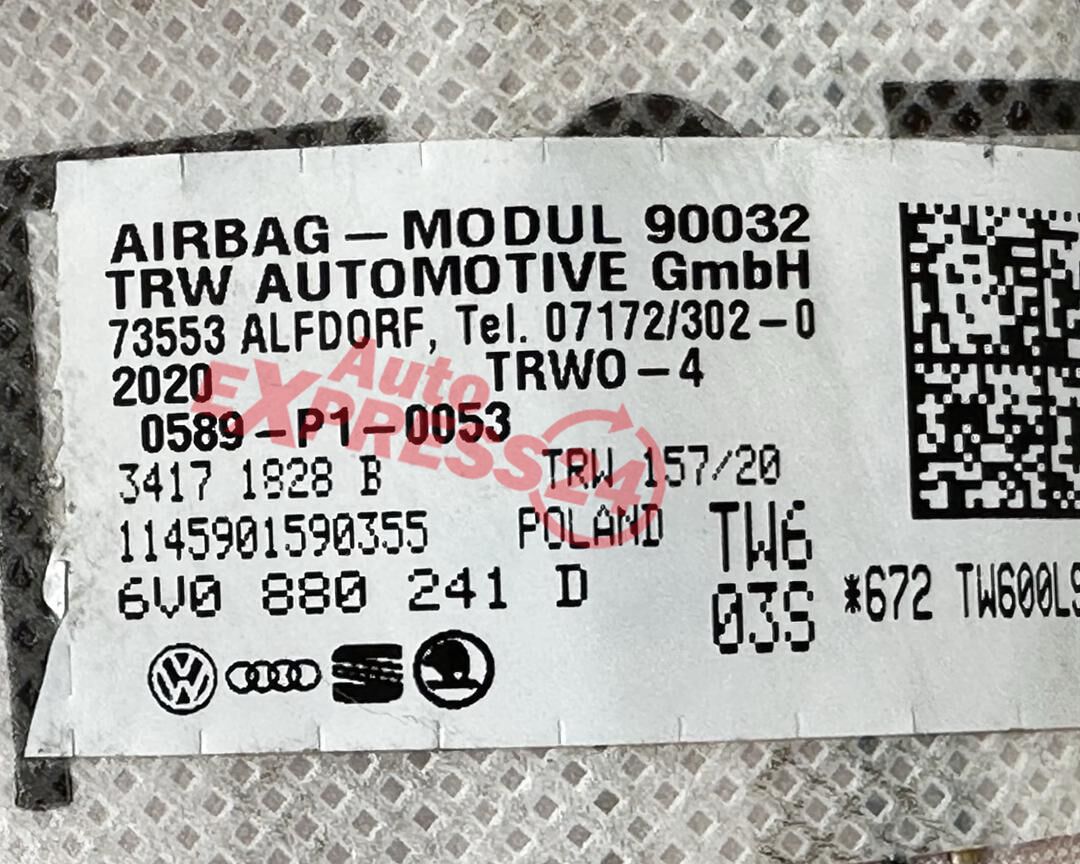 AIRBAG – MODUL 90032
TRW AUTOMOTIVE GmbH
73553 ALFDORF, Tel. 07172/302–0
2020 TRWO–4
0589–P1–0053
3417 1828 B TRW 157/20
1145901590355 POLAND TW6
6V0 880 241 D 03S *672 TW600LS
Auto
EXPRESS24